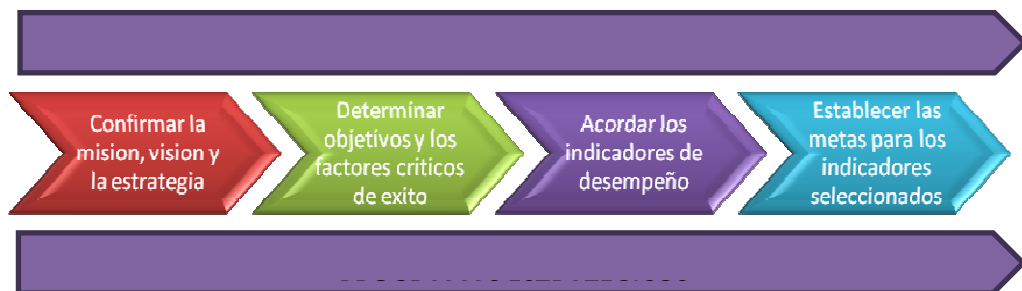 Confirmar la
mision, vision y
la estrategia
Determinar
objetivos y los
factores criticos
de exito
Acordar los
indicadores de
desempeño
Establecer las
metas para los
indicadores
seleccionados